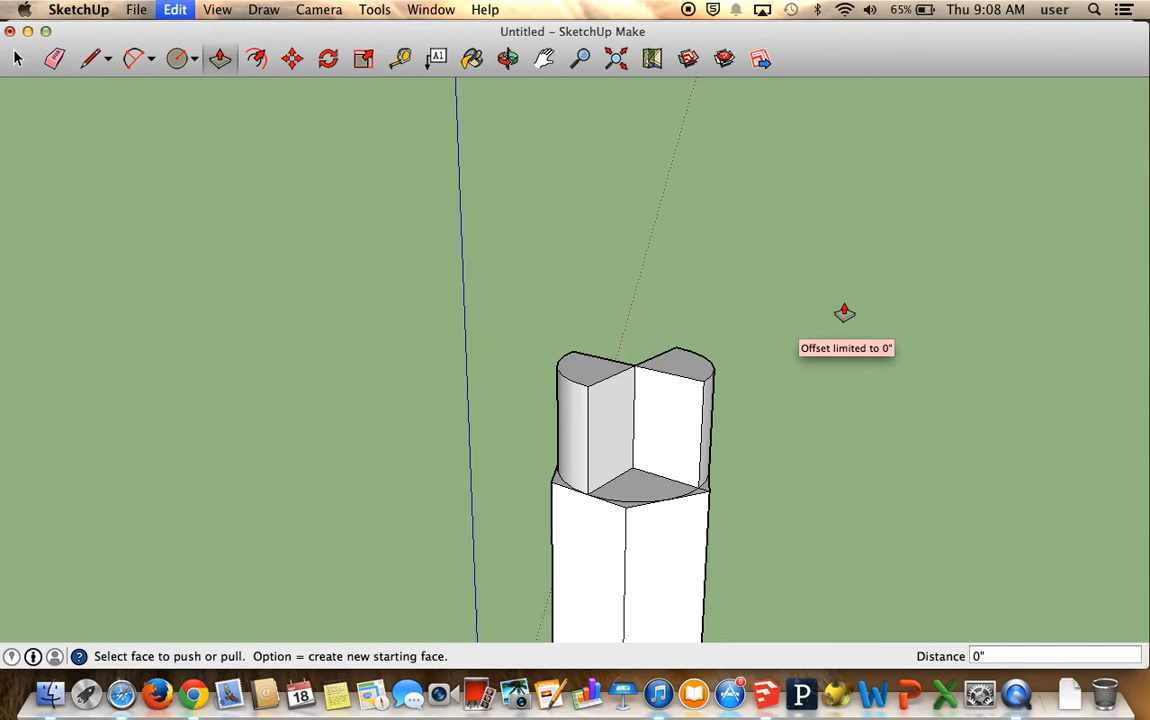 SketchUp File Edit View Draw Camera Tools Window Help 65% Thu 9:08 AM user
Untitled – SketchUp Make
A1
Offset limited to 0"
Select face to push or pull. Option = create new starting face. Distance 0"